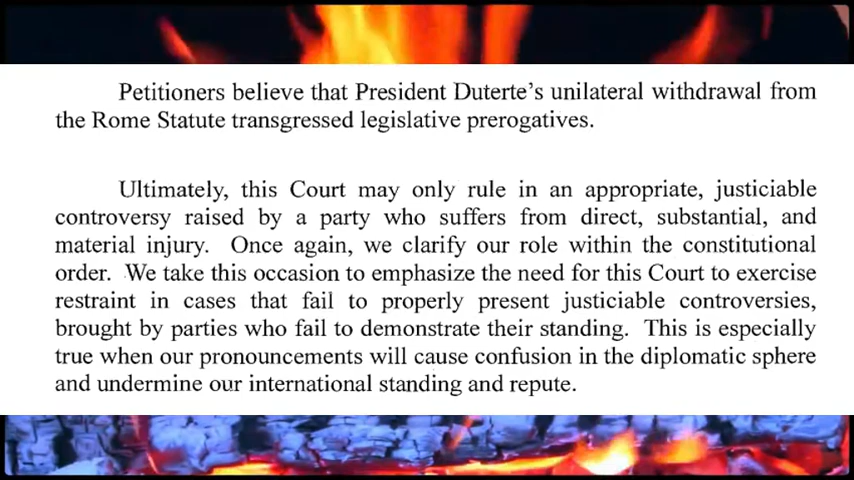 Petitioners believe that President Duterte's unilateral withdrawal from
the Rome Statute transgressed legislative prerogatives.
Ultimately, this Court may only rule in an appropriate, justiciable
controversy raised by a party who suffers from direct, substantial, and
material injury. Once again, we clarify our role within the constitutional
order. We take this occasion to emphasize the need for this Court to exercise
restraint in cases that fail to properly present justiciable controversies,
brought by parties who fail to demonstrate their standing. This is especially
true when our pronouncements will cause confusion in the diplomatic sphere
and undermine our international standing and repute.